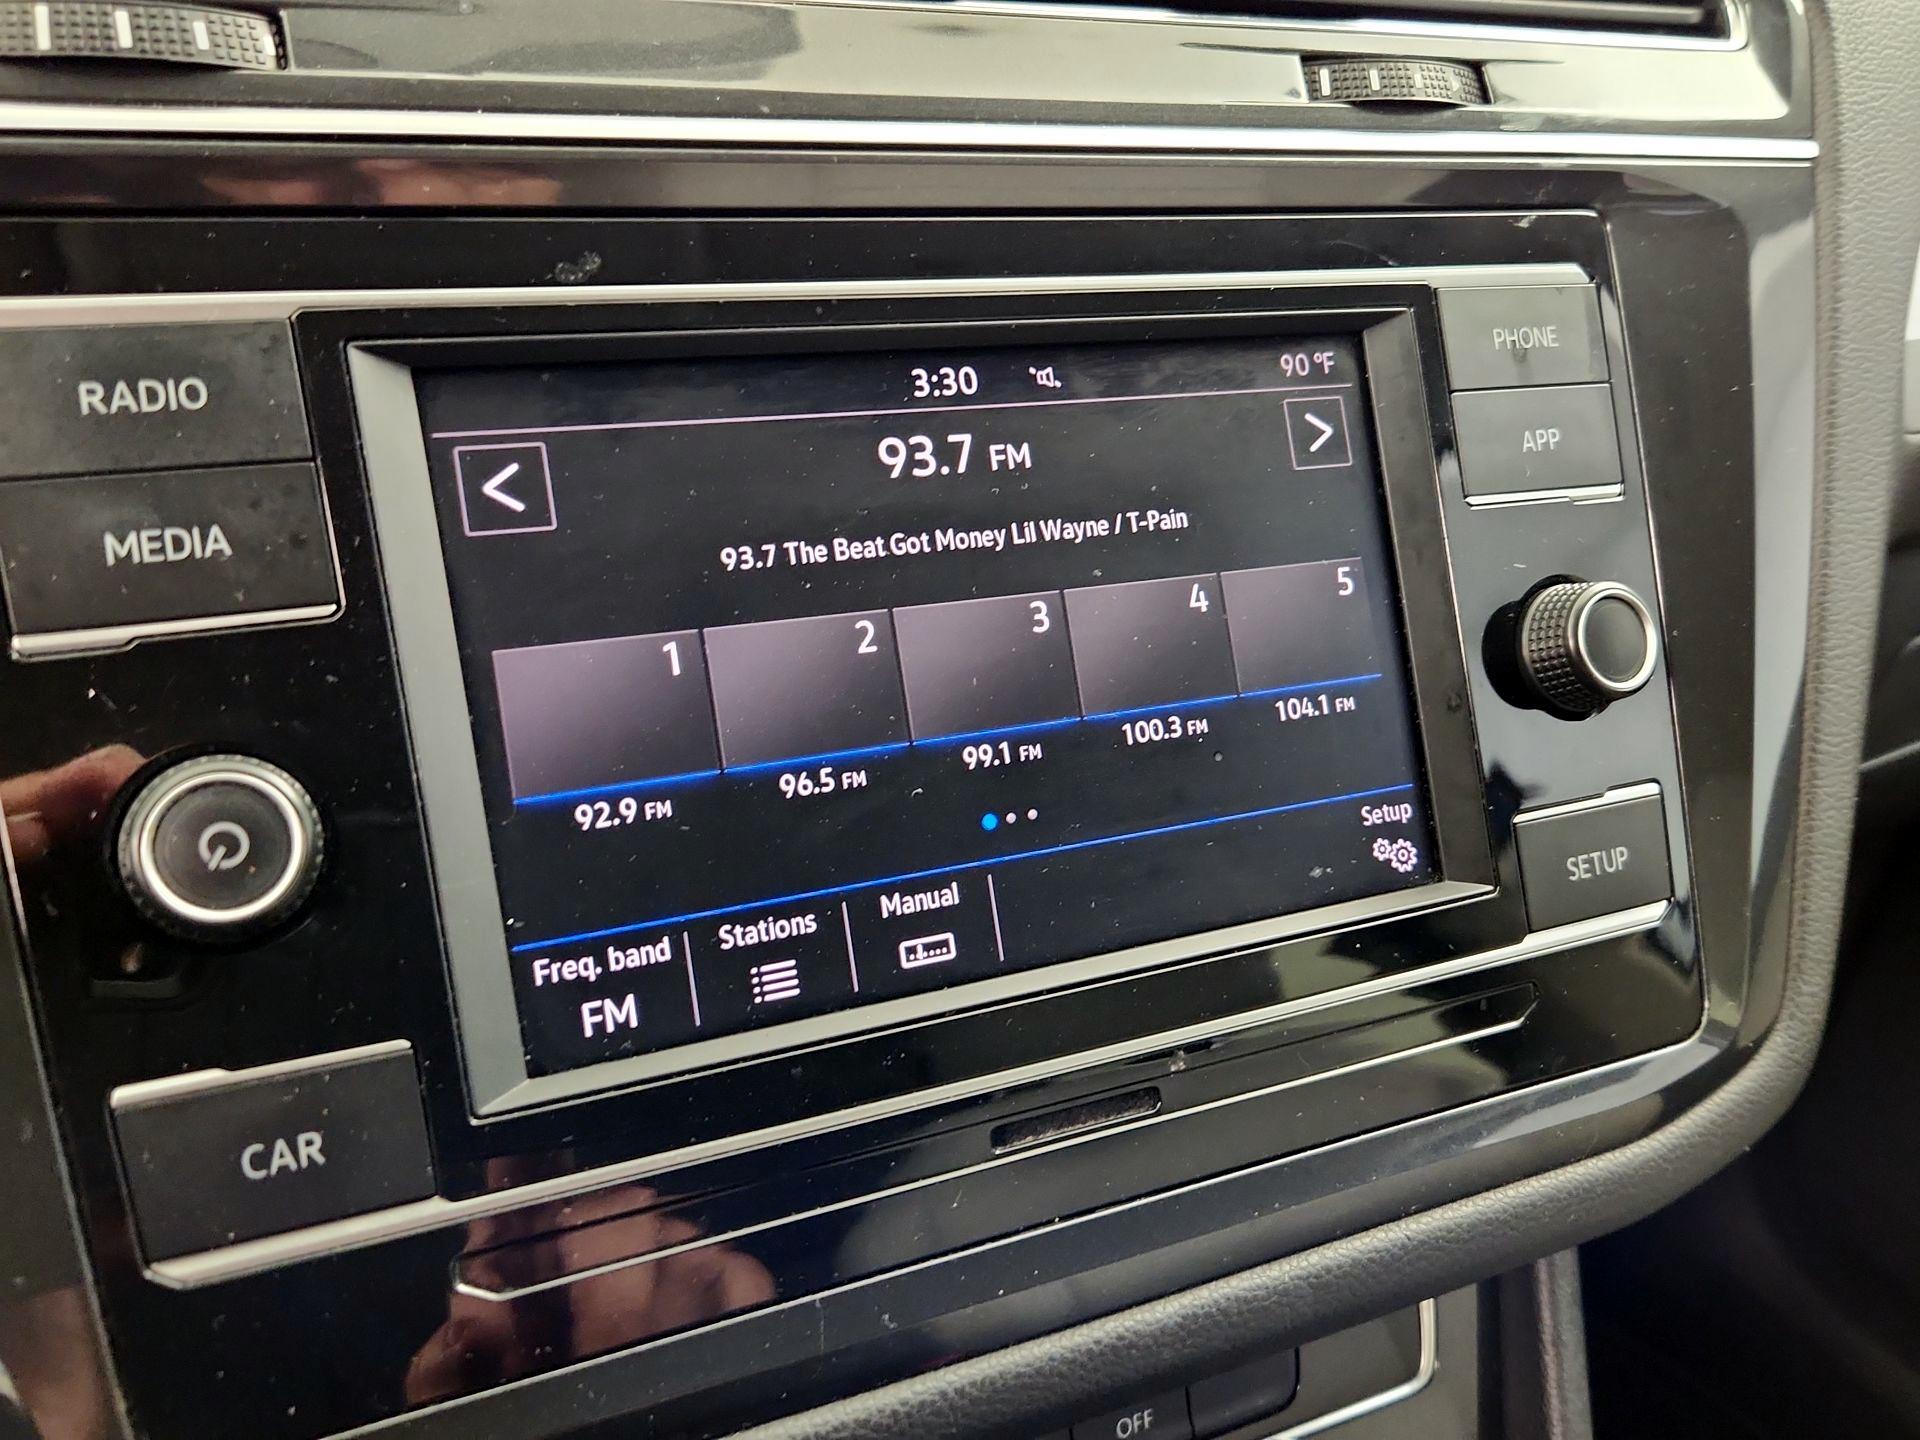 RADIO
MEDIA
CAR
3:30
90 °F
<
93.7 FM
>
93.7 The Beat Got Money Lil Wayne / T-Pain
1 2 3 4 5
92.9 FM 96.5 FM 99.1 FM 100.3 FM 104.1 FM
Freq. band
FM
Stations
Manual
Setup
PHONE
APP
SETUP
OFF